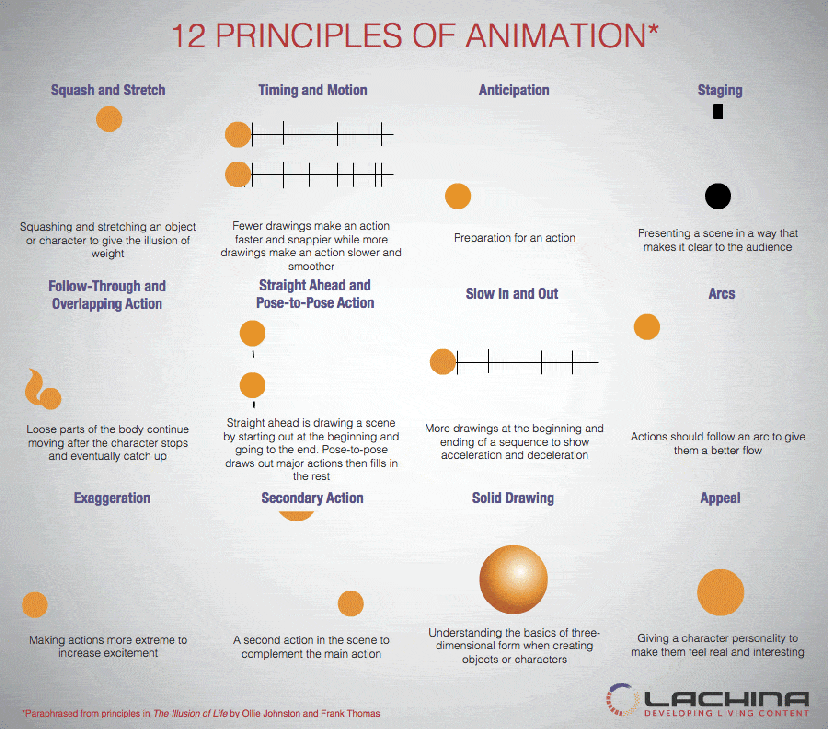 12 PRINCIPLES OF ANIMATION*
Squash and Stretch
Squashing and stretching an object
or character to give the illusion of
weight
Timing and Motion
Fewer drawings make an action
faster and snappier while more
drawings make an action slower and
smoother
Anticipation
Preparation for an action
Staging
Presenting a scene in a way that
makes it clear to the audience
Follow-Through and
Overlapping Action
Loose parts of the body continue
moving after the character stops
and eventually catch up
Straight Ahead and
Pose-to-Pose Action
Straight ahead is drawing a scene
by starting out at the beginning and
going to the end. Pose-to-pose
draws out major actions then fills in
the rest
Slow In and Out
More drawings at the beginning and
ending of a sequence to show
acceleration and deceleration
Arcs
Actions should follow an arc to give
them a better flow
Exaggeration
Making actions more extreme to
increase excitement
Secondary Action
A second action in the scene to
complement the main action
Solid Drawing
Understanding the basics of three-
dimensional form when creating
objects or characters
Appeal
Giving a character personality to
make them feel real and interesting
*Paraphrased from principles in The Illusion of Life by Ollie Johnston and Frank Thomas
LACHINA
DEVELOPING LIVING CONTENT